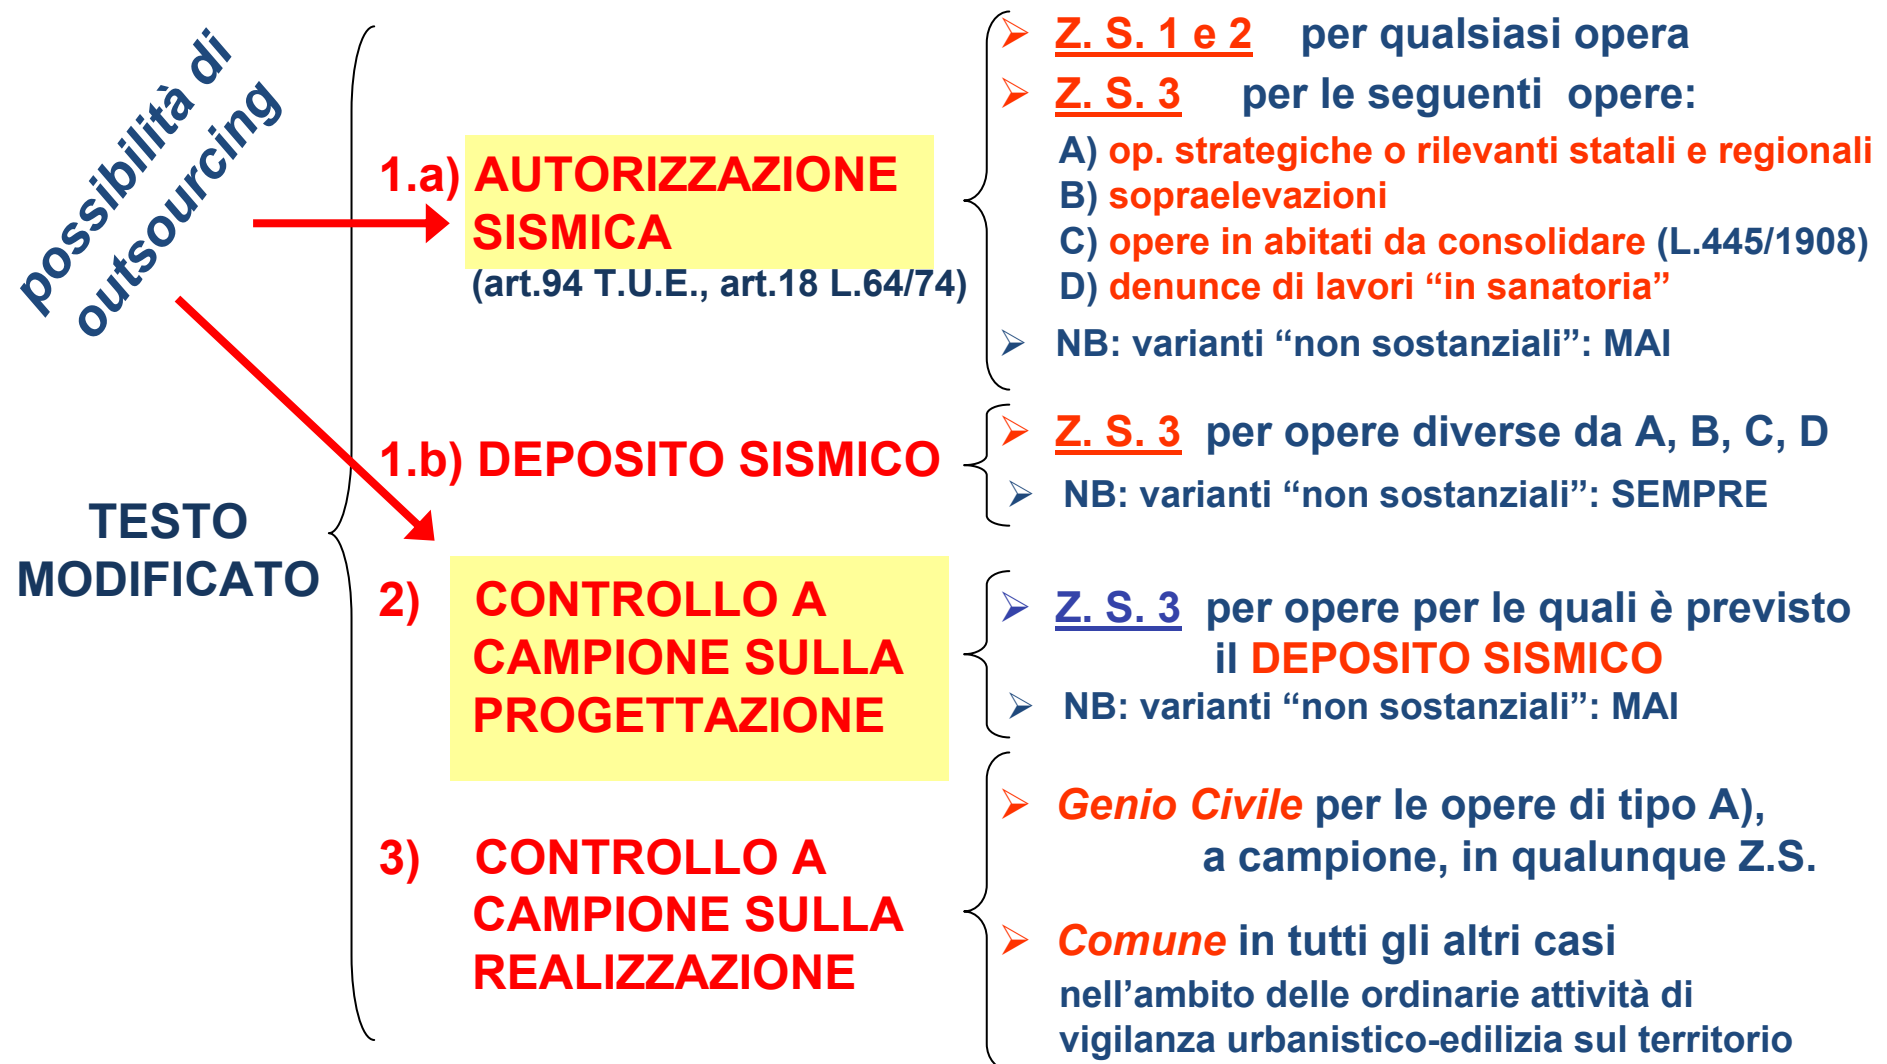 possibilità di
outsourcing
TESTO
MODIFICATO
1.a) AUTORIZZAZIONE
SISMICA
(art.94 T.U.E., art.18 L.64/74)
Z. S. 1 e 2 per qualsiasi opera
Z. S. 3 per le seguenti opere:
A) op. strategiche o rilevanti statali e regionali
B) sopraelevazioni
C) opere in abitati da consolidare (L.445/1908)
D) denunce di lavori “in sanatoria”
NB: varianti “non sostanziali”: MAI
1.b) DEPOSITO SISMICO
Z. S. 3 per opere diverse da A, B, C, D
NB: varianti “non sostanziali”: SEMPRE
2) CONTROLLO A
CAMPIONE SULLA
PROGETTAZIONE
Z. S. 3 per opere per le quali è previsto
il DEPOSITO SISMICO
NB: varianti “non sostanziali”: MAI
3) CONTROLLO A
CAMPIONE SULLA
REALIZZAZIONE
Genio Civile per le opere di tipo A),
a campione, in qualunque Z.S.
Comune in tutti gli altri casi
nell’ambito delle ordinarie attività di
vigilanza urbanistico-edilizia sul territorio